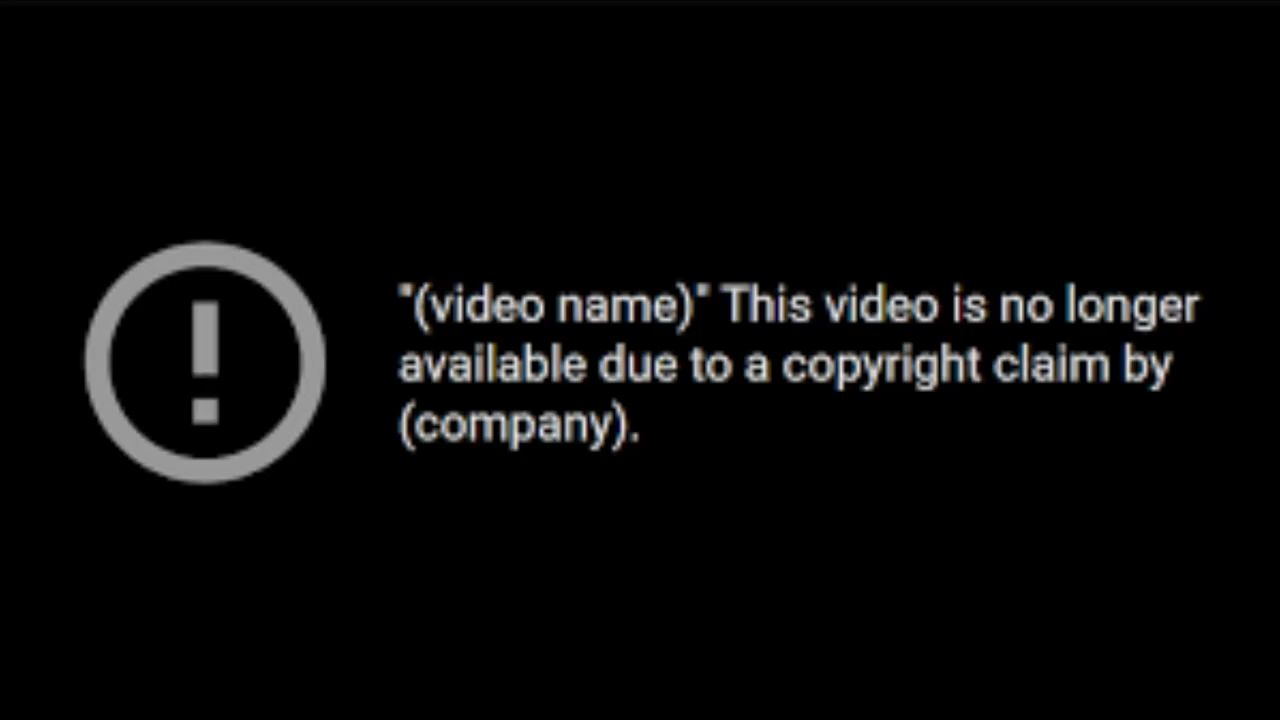 "(video name)" This video is no longer
available due to a copyright claim by
(company).